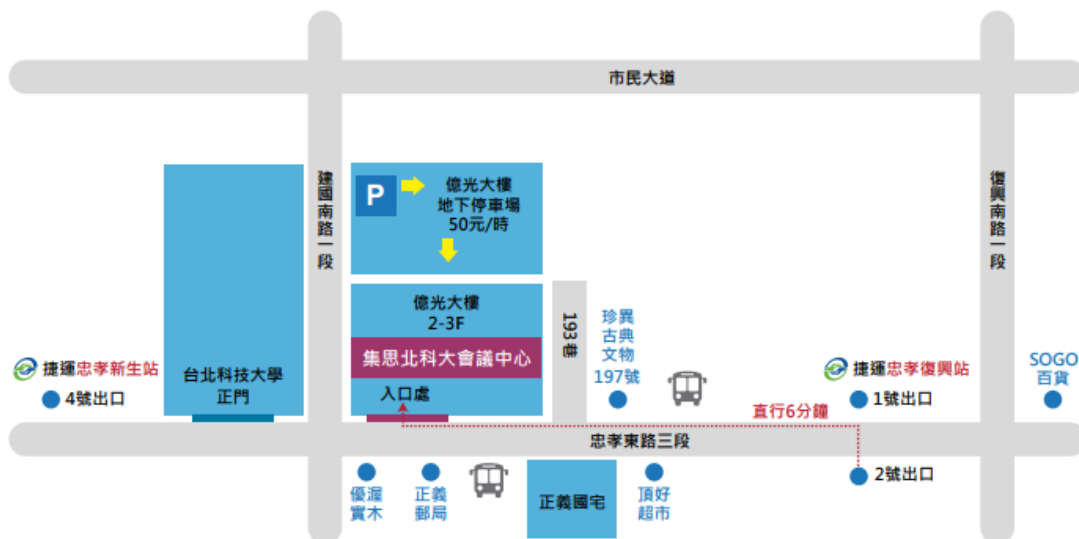 市民大道
建國南路一段
復興南路一段
P
億光大樓
地下停車場
50元/時
億光大樓
2-3F
集思北科大會議中心
入口處
193巷
珍異
古典
文物
197號
捷運忠孝新生站
4號出口
台北科技大學
正門
捷運忠孝復興站
1號出口
SOGO
百貨
直行6分鐘
忠孝東路三段
2號出口
優渥
實木
正義
郵局
正義國宅
頂好
超市